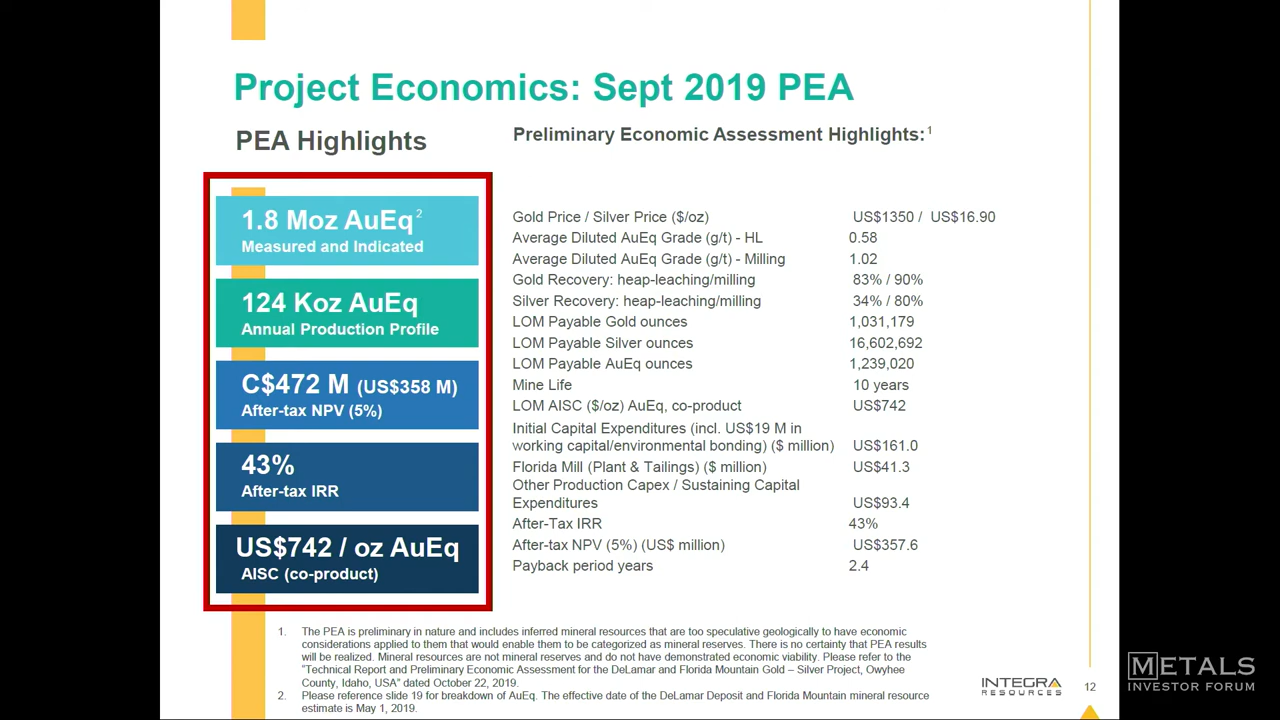 Project Economics: Sept 2019 PEA
PEA Highlights
1.8 Moz AuEq2
Measured and Indicated
124 Koz AuEq
Annual Production Profile
C$472 M (US$358 M)
After-tax NPV (5%)
43%
After-tax IRR
US$742 / oz AuEq
AISC (co-product)
Preliminary Economic Assessment Highlights:1
Gold Price / Silver Price ($/oz) US$1350 / US$16.90
Average Diluted AuEq Grade (g/t) - HL 0.58
Average Diluted AuEq Grade (g/t) - Milling 1.02
Gold Recovery: heap-leaching/milling 83% / 90%
Silver Recovery: heap-leaching/milling 34% / 80%
LOM Payable Gold ounces 1,031,179
LOM Payable Silver ounces 16,602,692
LOM Payable AuEq ounces 1,239,020
Mine Life 10 years
LOM AISC ($/oz) AuEq, co-product US$742
Initial Capital Expenditures (incl. US$19 M in
working capital/environmental bonding) ($ million) US$161.0
Florida Mill (Plant & Tailings) ($ million) US$41.3
Other Production Capex / Sustaining Capital
Expenditures US$93.4
After-Tax IRR 43%
After-tax NPV (5%) (US$ million) US$357.6
Payback period years 2.4
1. The PEA is preliminary in nature and includes inferred mineral resources that are too speculative geologically to have economic
considerations applied to them that would enable them to be categorized as mineral reserves. There is no certainty that PEA results
will be realized. Mineral resources are not mineral reserves and do not have demonstrated economic viability. Please refer to the
"Technical Report and Preliminary Economic Assessment for the DeLamar and Florida Mountain Gold – Silver Project, Owyhee
County, Idaho, USA" dated October 22, 2019.
2. Please reference slide 19 for breakdown of AuEq. The effective date of the DeLamar Deposit and Florida Mountain mineral resource
estimate is May 1, 2019.
INTEGRA
RESOURCES
12
METALS
INVESTOR FORUM